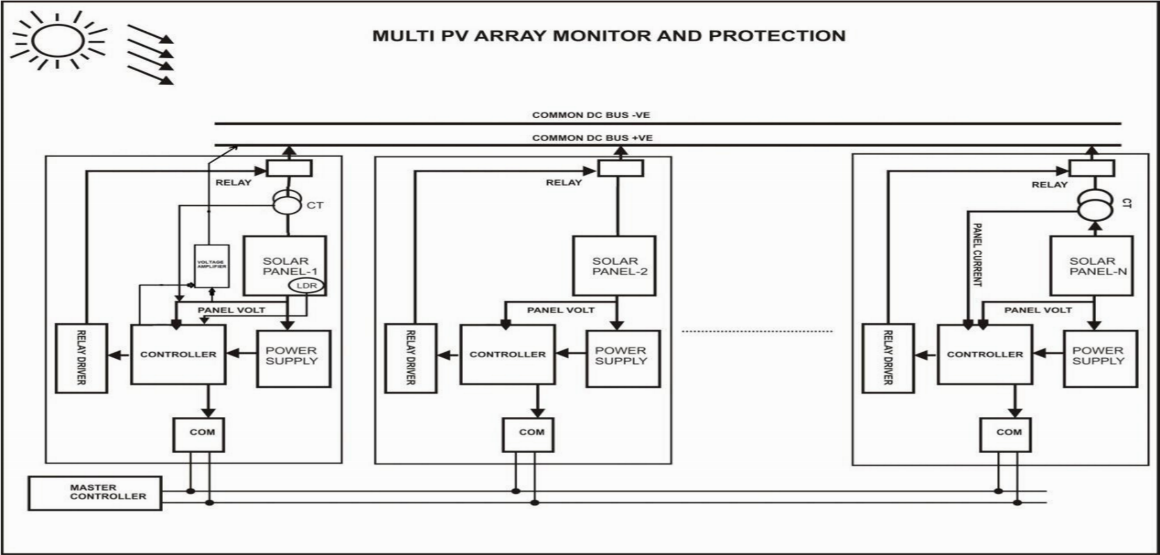 MULTI PV ARRAY MONITOR AND PROTECTION
COMMON DC BUS -VE
COMMON DC BUS +VE
RELAY
CT
VOLTAGE
AMPLIFIER
SOLAR
PANEL-1
LDR
PANEL VOLT
RELAY DRIVER
CONTROLLER
POWER
SUPPLY
COM
RELAY
SOLAR
PANEL-2
PANEL VOLT
RELAY DRIVER
CONTROLLER
POWER
SUPPLY
COM
RELAY
CT
PANEL CURRENT
SOLAR
PANEL-N
PANEL VOLT
RELAY DRIVER
CONTROLLER
POWER
SUPPLY
COM
MASTER
CONTROLLER